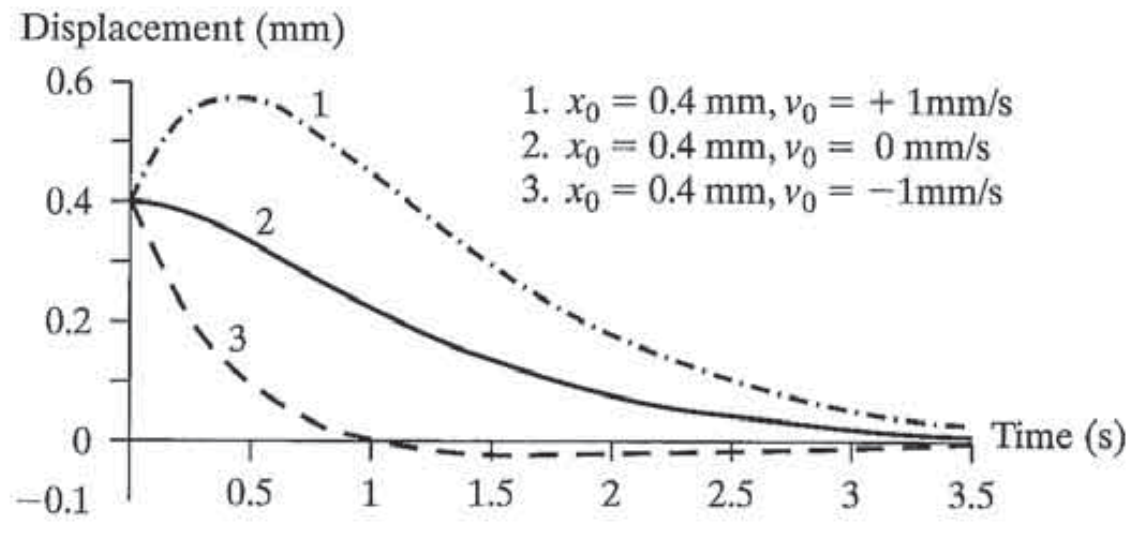 Displacement (mm)
0.6
1
1. x₀ = 0.4 mm, v₀ = + 1mm/s
2. x₀ = 0.4 mm, v₀ = 0 mm/s
3. x₀ = 0.4 mm, v₀ = −1mm/s
0.4
2
0.2
3
0
Time (s)
−0.1
0.5 1 1.5 2 2.5 3 3.5